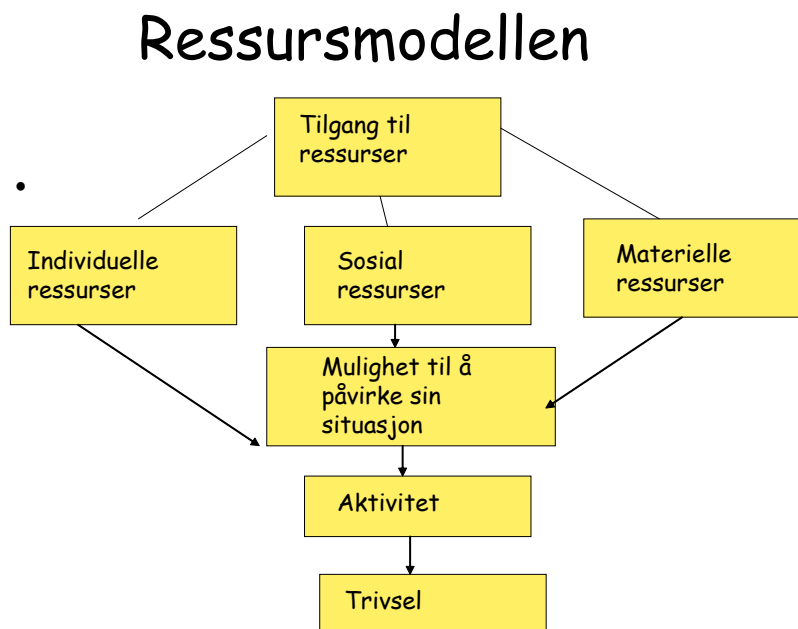 Ressursmodellen
Tilgang til
ressurser
•
Individuelle
ressurser
Sosial
ressurser
Materielle
ressurser
Mulighet til å
påvirke sin
situasjon
Aktivitet
Trivsel